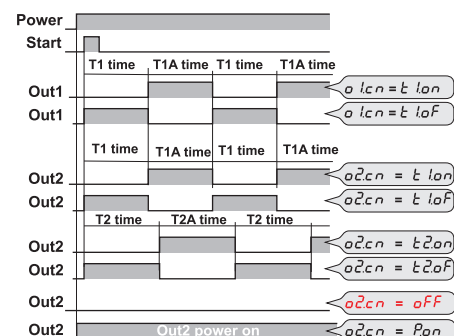 Power
Start
T1 time T1A time T1 time T1A time
Out1 o1.cn = t1.on
Out1 o1.cn = t1.oF
T1 time T1A time T1 time T1A time
Out2 o2.cn = t1.on
Out2 o2.cn = t1.oF
T2 time T2A time T2 time
Out2 o2.cn = t2.on
Out2 o2.cn = t2.oF
Out2 o2.cn = oFF
Out2 Out2 power on o2.cn = P.on